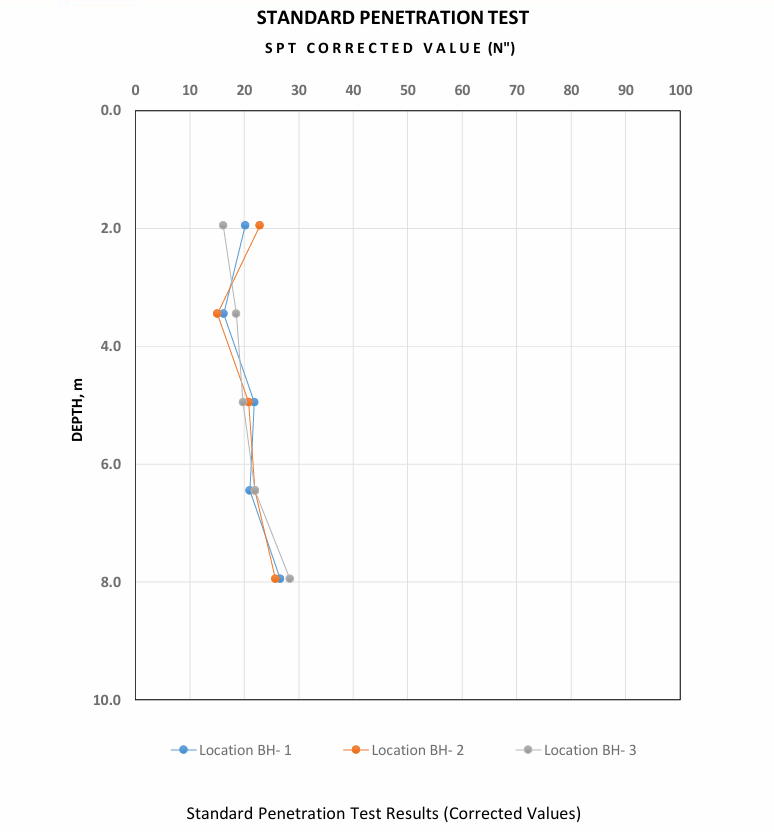 STANDARD PENETRATION TEST
SPT CORRECTED VALUE (N")
0 10 20 30 40 50 60 70 80 90 100
0.0
2.0
4.0
DEPTH, m
6.0
8.0
10.0
Location BH- 1 Location BH- 2 Location BH- 3
Standard Penetration Test Results (Corrected Values)